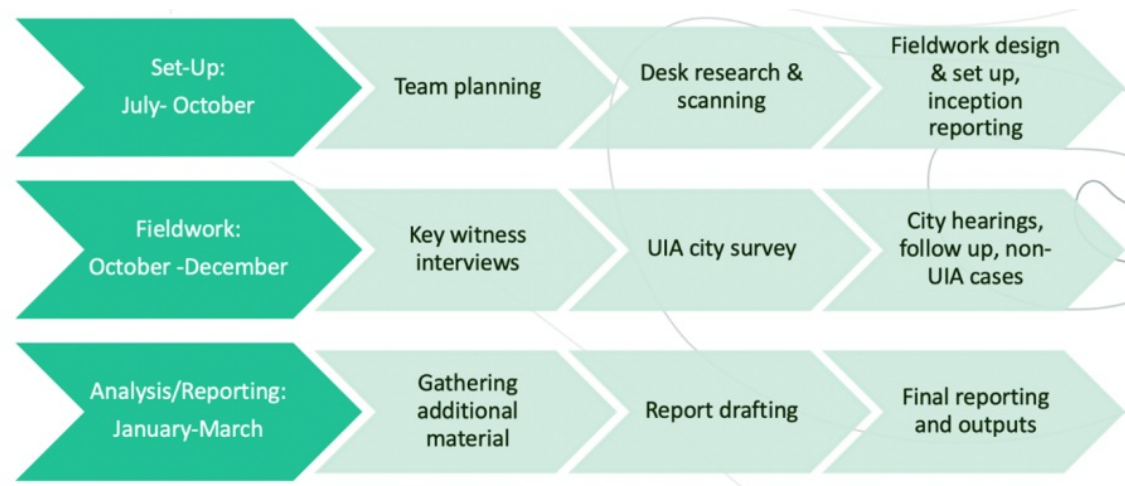 Set-Up:
July- October
Team planning
Desk research &
scanning
Fieldwork design
& set up,
inception
reporting
Fieldwork:
October -December
Key witness
interviews
UIA city survey
City hearings,
follow up, non-
UIA cases
Analysis/Reporting:
January-March
Gathering
additional
material
Report drafting
Final reporting
and outputs